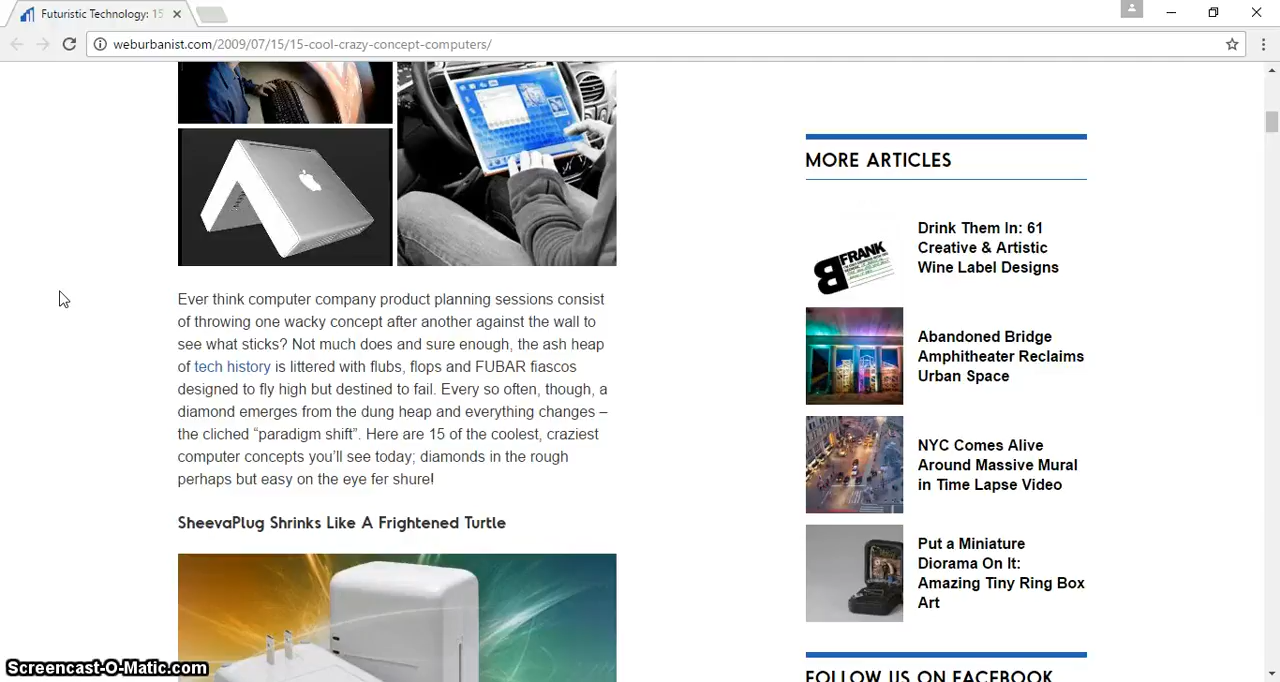 Futuristic Technology: 15
weburbanist.com/2009/07/15/15-cool-crazy-concept-computers/
Ever think computer company product planning sessions consist
of throwing one wacky concept after another against the wall to
see what sticks? Not much does and sure enough, the ash heap
of tech history is littered with flubs, flops and FUBAR fiascos
designed to fly high but destined to fail. Every so often, though, a
diamond emerges from the dung heap and everything changes –
the cliched “paradigm shift”. Here are 15 of the coolest, craziest
computer concepts you’ll see today; diamonds in the rough
perhaps but easy on the eye fer shure!
SheevaPlug Shrinks Like A Frightened Turtle
MORE ARTICLES
B FRANK
Drink Them In: 61
Creative & Artistic
Wine Label Designs
Abandoned Bridge
Amphitheater Reclaims
Urban Space
NYC Comes Alive
Around Massive Mural
in Time Lapse Video
Put a Miniature
Diorama On It:
Amazing Tiny Ring Box
Art
FOLLOW US ON FACEBOOK
Screencast-O-Matic.com